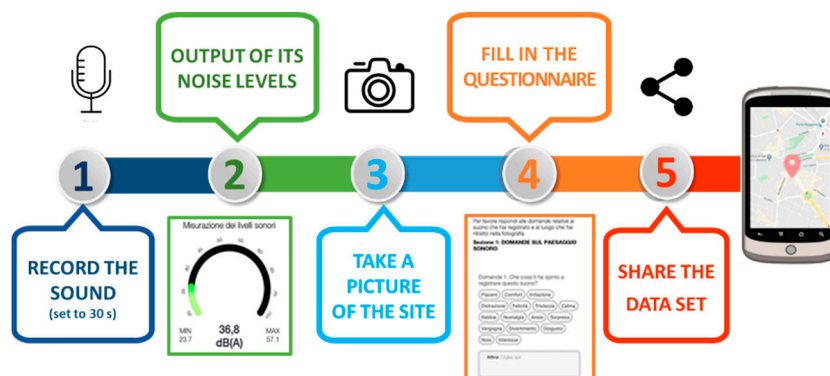 OUTPUT OF ITS
NOISE LEVELS
FILL IN THE
QUESTIONNAIRE
1
2
3
4
5
RECORD THE
SOUND
(set to 30 s)
Misurazione dei livelli sonori
MIN
23.7
36,8
dB(A)
MAX
57.1
TAKE A
PICTURE
OF THE SITE
Per favore rispondi alle domande relative al
suono che hai registrato e al luogo che hai
ritratto nella fotografia.
Sezione 1: DOMANDE SUL PAESAGGIO
SONORO
Domanda 1: Che cosa ti ha spinto a
registrare questo suono?
Piacere Comfort Irritazione
Distrazione Felicità Tristezza Calma
Rabbia Nostalgia Ansia Sorpresa
Vergogna Divertimento Disgusto
Noia Interesse
Altro:
SHARE THE
DATA SET